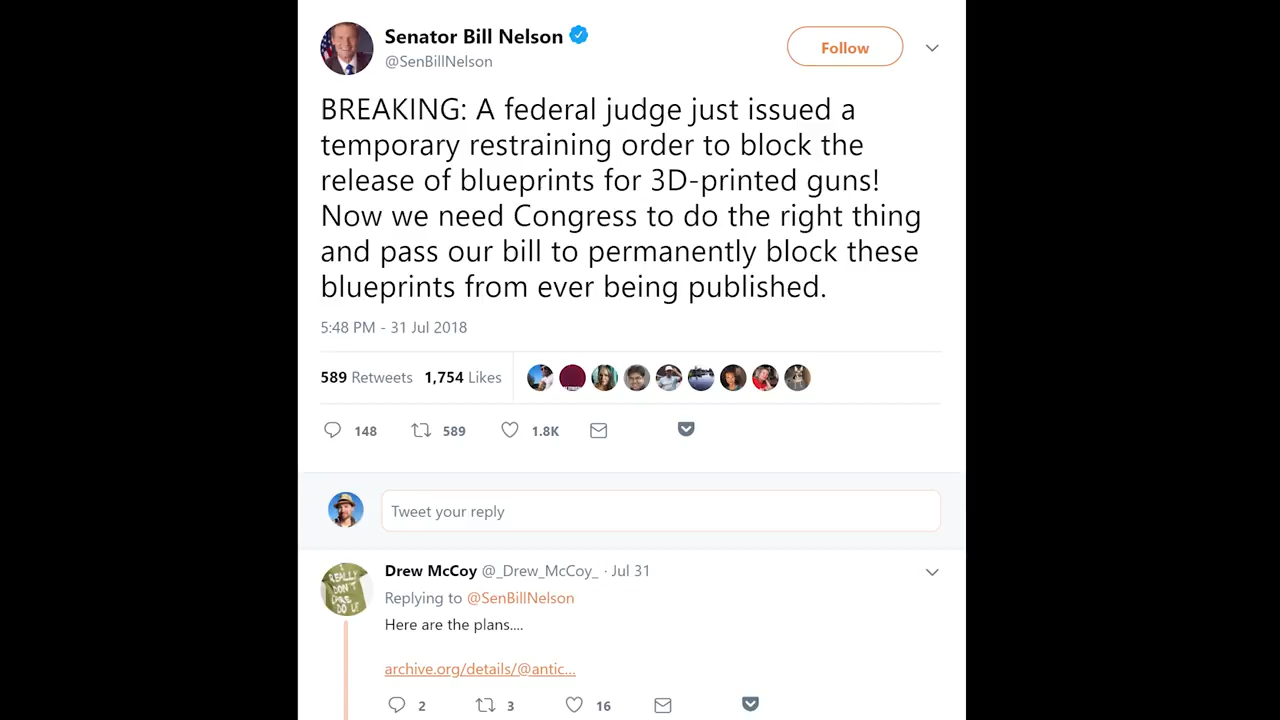 Senator Bill Nelson
@SenBillNelson
Follow
BREAKING: A federal judge just issued a
temporary restraining order to block the
release of blueprints for 3D-printed guns!
Now we need Congress to do the right thing
and pass our bill to permanently block these
blueprints from ever being published.
5:48 PM - 31 Jul 2018
589 Retweets 1,754 Likes
148 589 1.8K
Tweet your reply
Drew McCoy @_Drew_McCoy_ · Jul 31
Replying to @SenBillNelson
Here are the plans....
archive.org/details/@antic...
2 3 16
I
REALLY
DON'T
CARE
DO U?